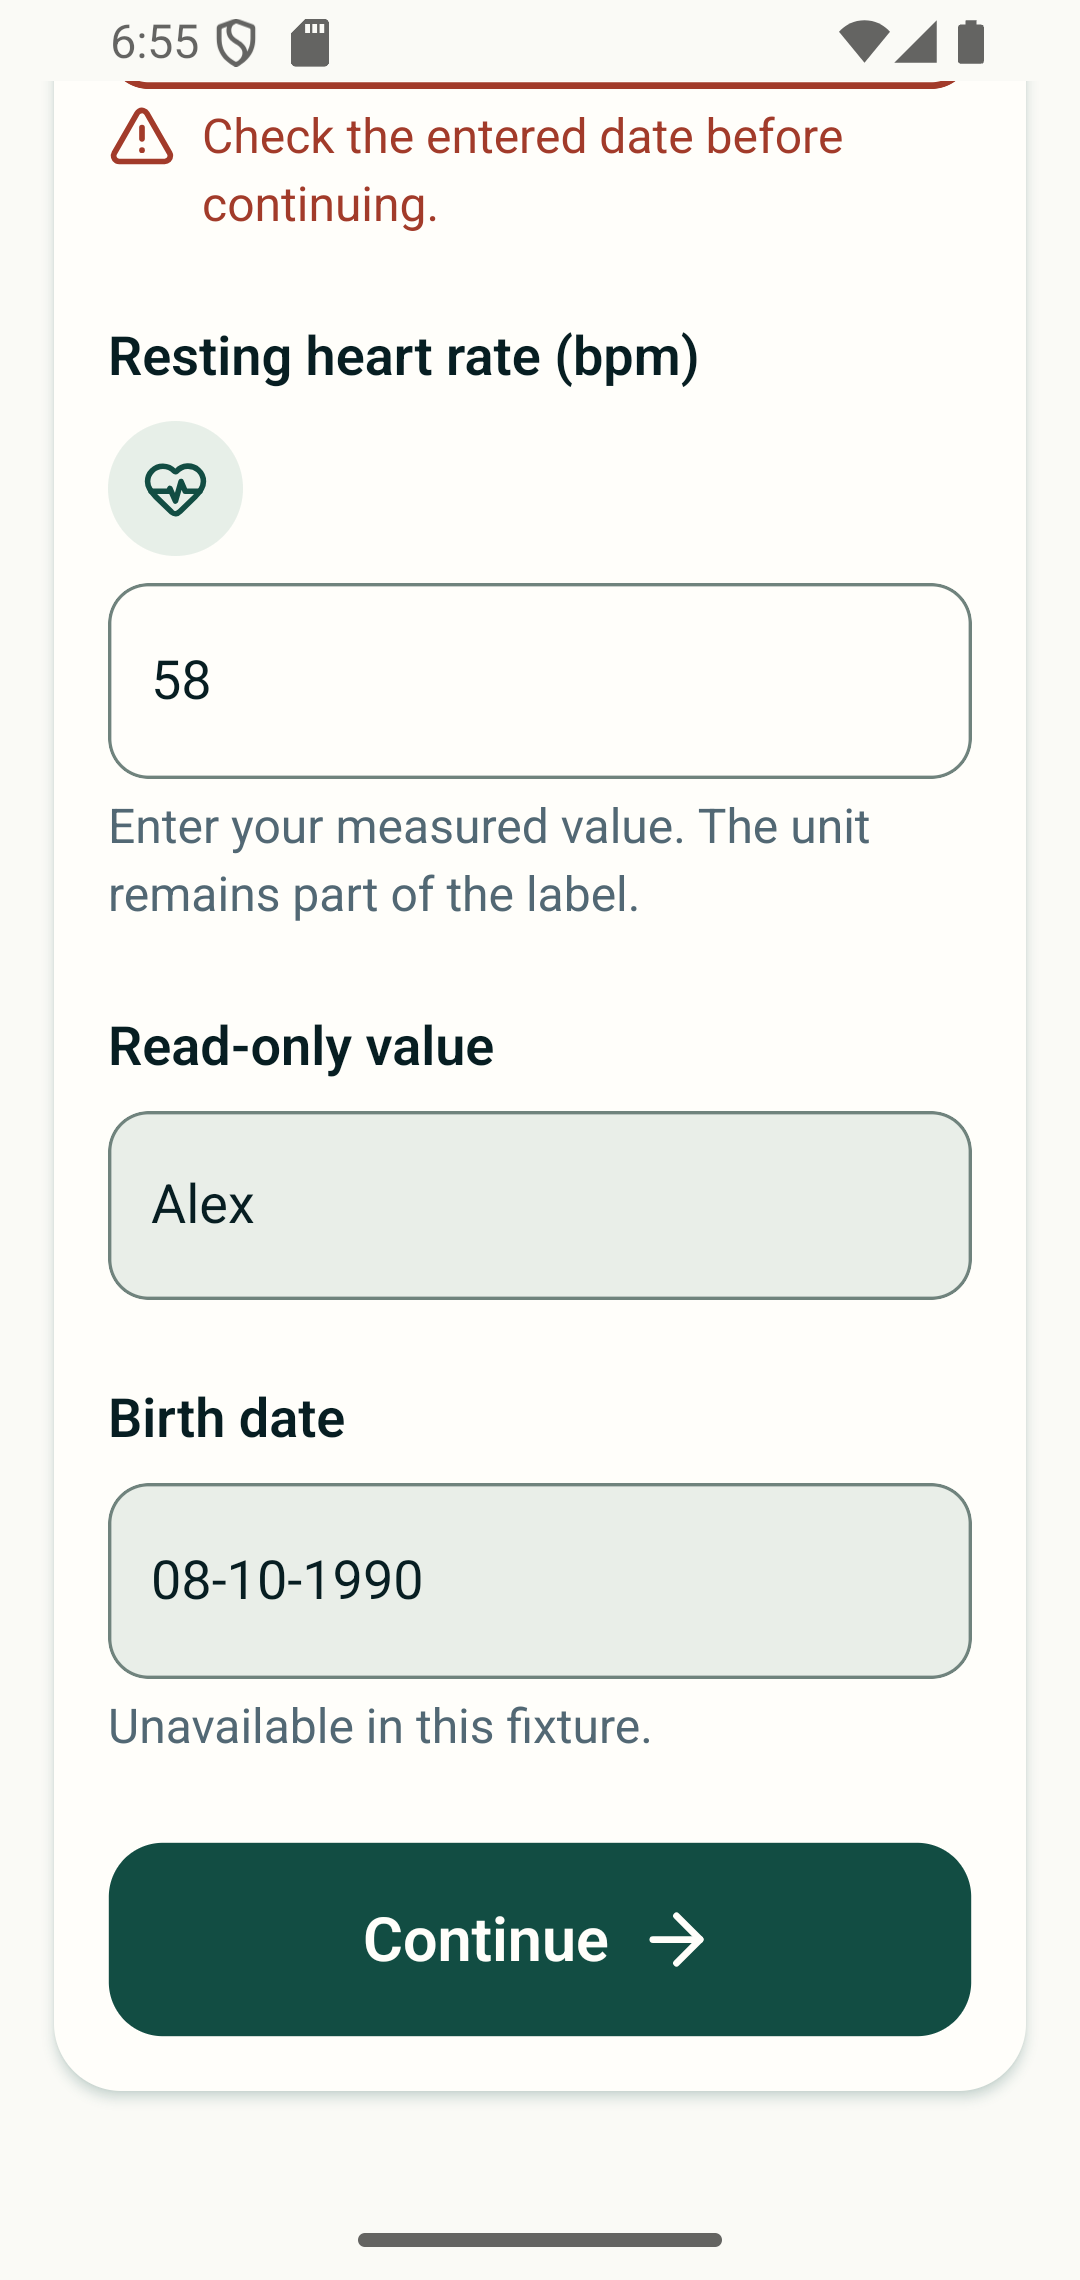 6:55
Check the entered date before
continuing.
Resting heart rate (bpm)
58
Enter your measured value. The unit
remains part of the label.
Read-only value
Alex
Birth date
08-10-1990
Unavailable in this fixture.
Continue